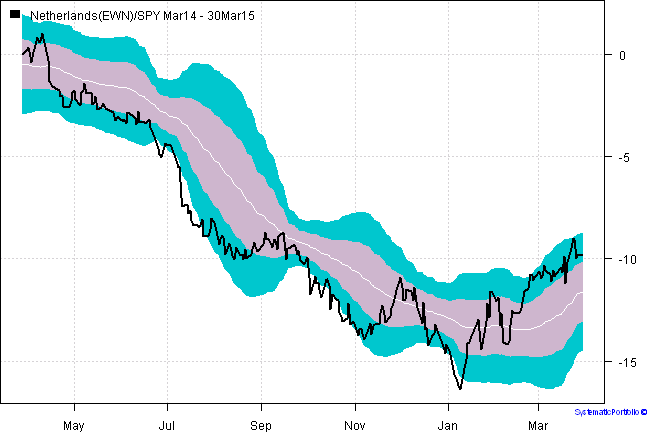 Netherlands(EWN)/SPY Mar14 - 30Mar15
0
-5
-10
-15
May Jul Sep Nov Jan Mar
SystematicPortfolio ©